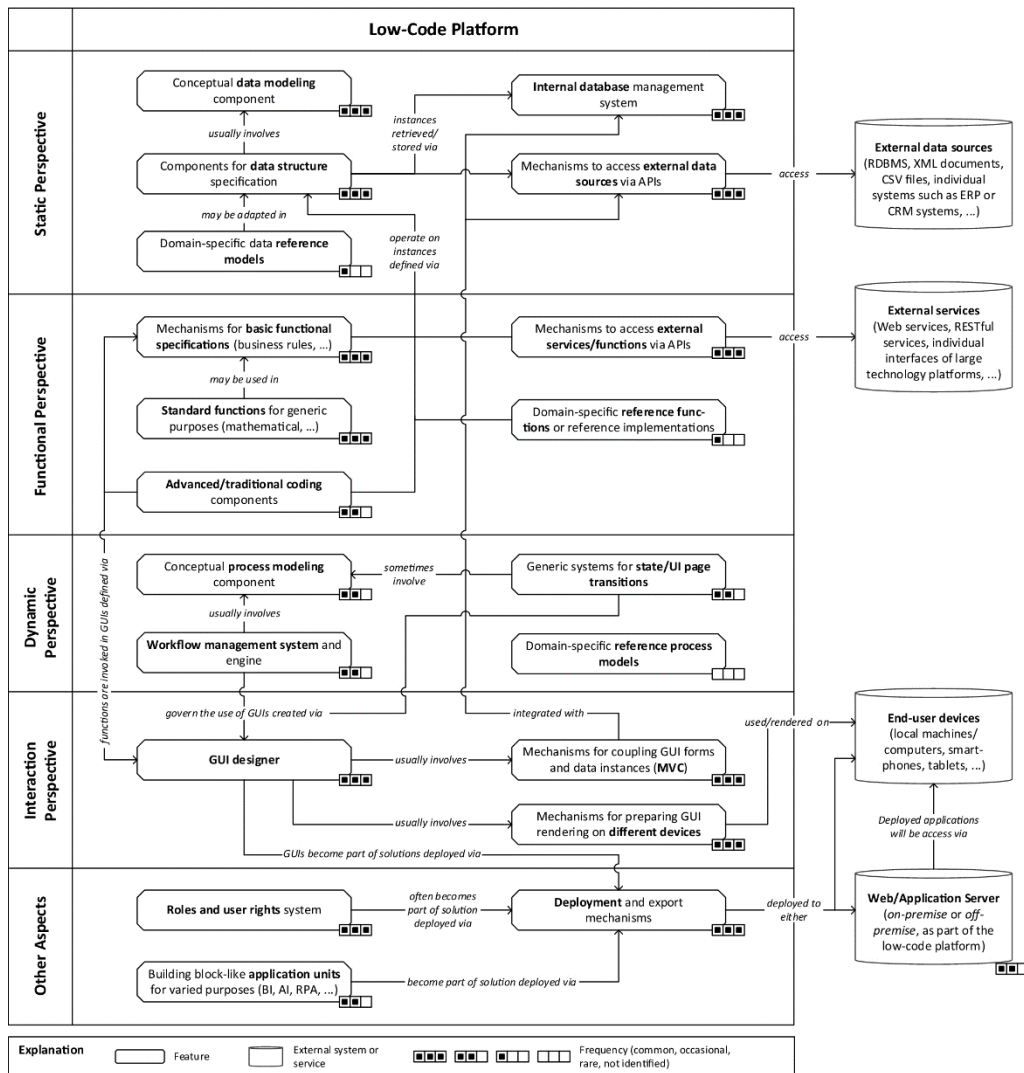 Low-Code Platform
Static Perspective
Conceptual data modeling
component
usually involves
Components for data structure
specification
may be adapted in
Domain-specific data reference
models
instances
retrieved/
stored via
operate on
instances
defined via
Internal database management
system
Mechanisms to access external data
sources via APIs
access
External data sources
(RDBMS, XML documents,
CSV files, individual
systems such as ERP or
CRM systems, ...)
Functional Perspective
Mechanisms for basic functional
specifications (business rules, ...)
may be used in
Standard functions for generic
purposes (mathematical, ...)
Advanced/traditional coding
components
Mechanisms to access external
services/functions via APIs
access
Domain-specific reference func-
tions or reference implementations
External services
(Web services, RESTful
services, individual
interfaces of large
technology platforms, ...)
Dynamic
Perspective
functions are invoked in GUIs defined via
Conceptual process modeling
component
usually involves
Workflow management system and
engine
sometimes
involve
Generic systems for state/UI page
transitions
Domain-specific reference process
models
Interaction
Perspective
govern the use of GUIs created via
integrated with
used/rendered on
GUI designer
usually involves
Mechanisms for coupling GUI forms
and data instances (MVC)
usually involves
Mechanisms for preparing GUI
rendering on different devices
GUIs become part of solutions deployed via
End-user devices
(local machines/
computers, smart-
phones, tablets, ...)
Deployed applications
will be access via
Other Aspects
Roles and user rights system
often becomes
part of solution
deployed via
Deployment and export
mechanisms
deployed to
either
Building block-like application units
for varied purposes (BI, AI, RPA, ...)
become part of solution deployed via
Web/Application Server
(on-premise or off-
premise, as part of the
low-code platform)
Explanation
Feature
External system or
service
Frequency (common, occasional,
rare, not identified)